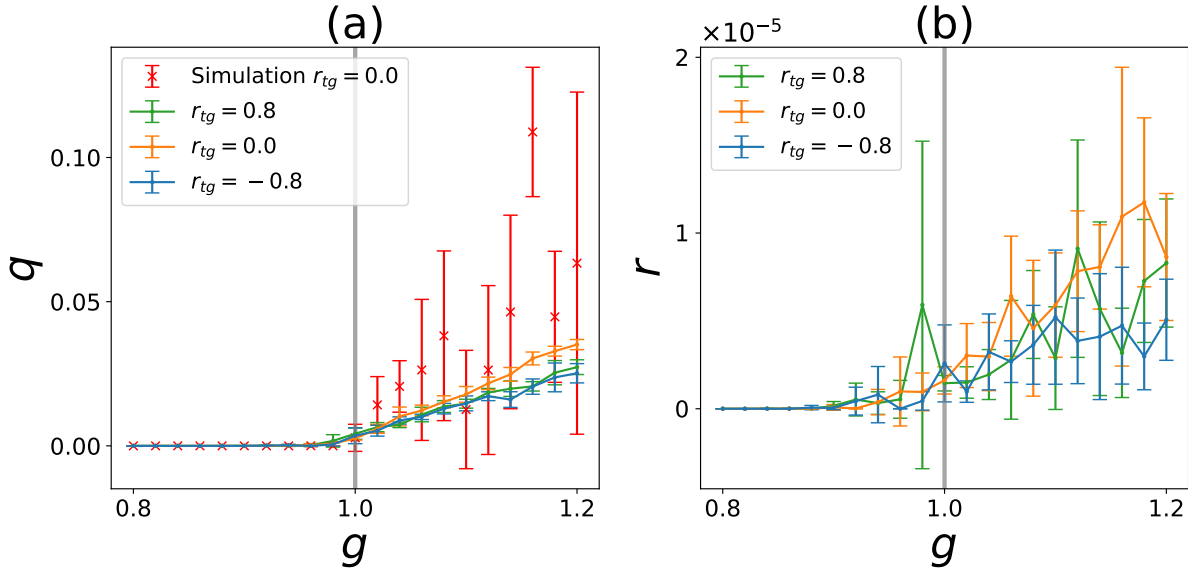 (a)
q
0.10
0.05
0.00
Simulation r_tg = 0.0
r_tg = 0.8
r_tg = 0.0
r_tg = −0.8
0.8
1.0
1.2
g
(b)
×10⁻⁵
r
2
1
0
r_tg = 0.8
r_tg = 0.0
r_tg = −0.8
0.8
1.0
1.2
g